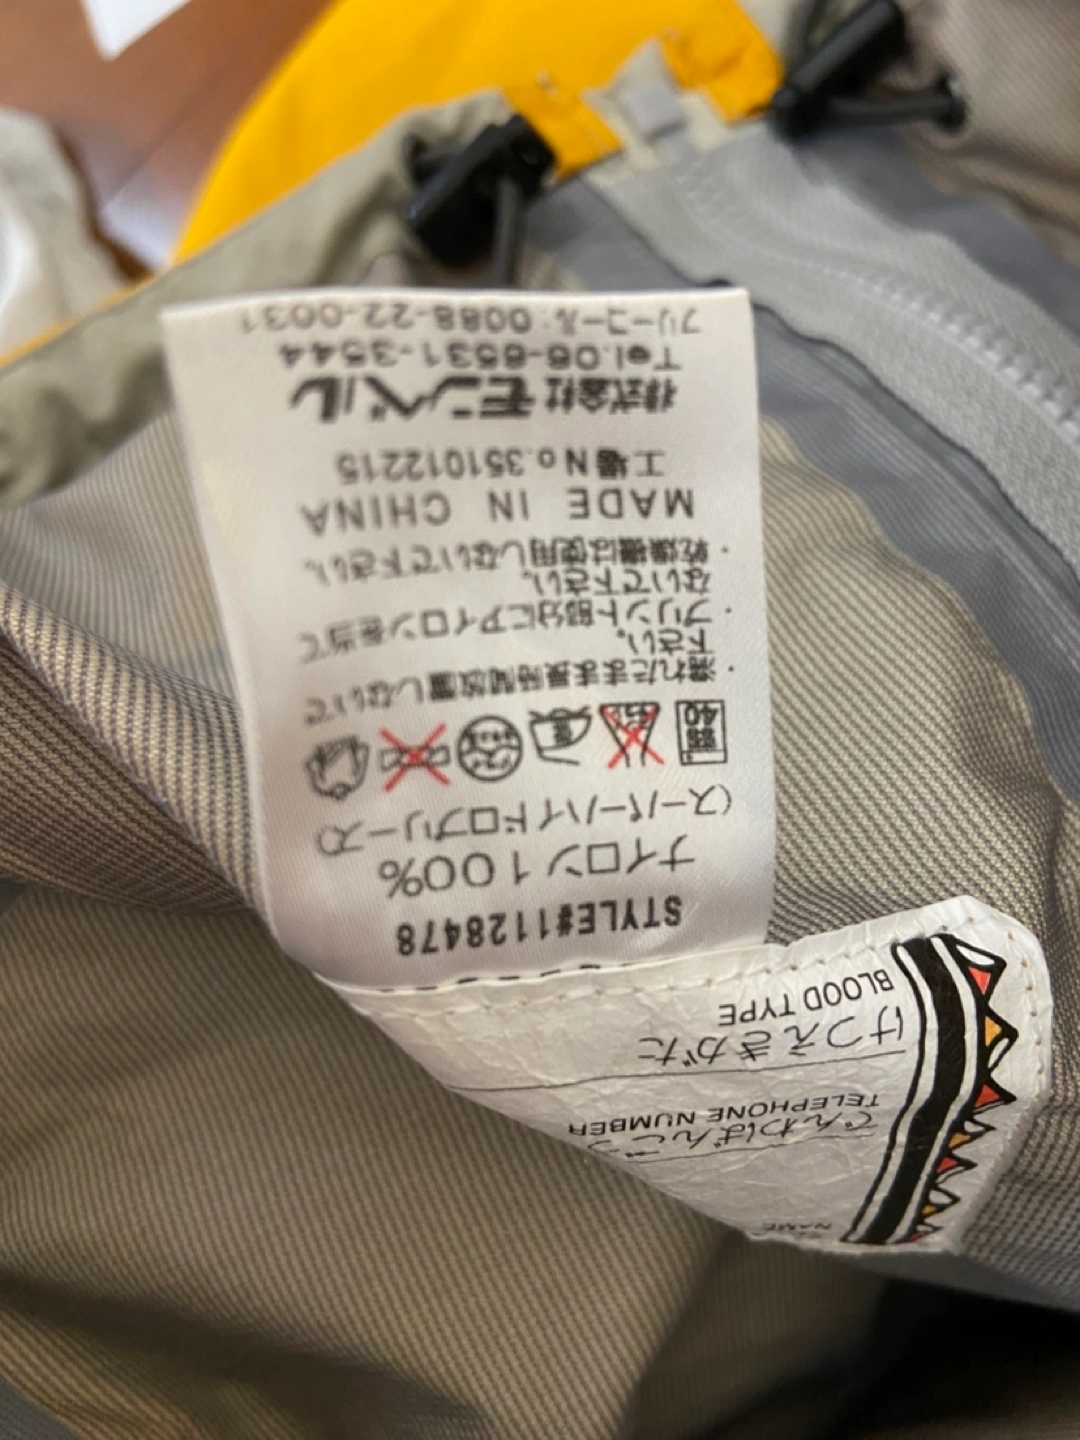 STYLE#1128478
ナイロン100%
(スーパーハイドロブリーズ)
40
・濡れたまま長時間放置しないで
下さい。
・プリント部分にアイロンを当て
ないで下さい。
・乾燥機は使用しないで下さい。
MADE IN CHINA
工場No.351012215
株式会社モンベル
Tel.06-6531-3544
フリーコール:0088-22-0031
NAME
でんわばんごう
TELEPHONE NUMBER
けつえきがた
BLOOD TYPE